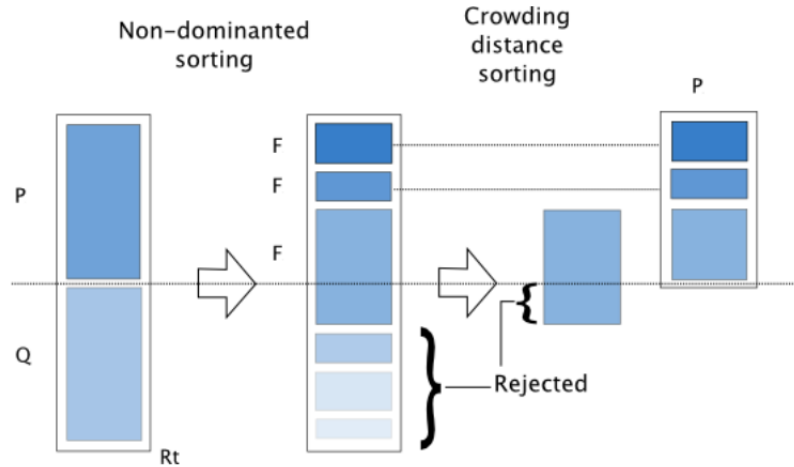 Non-dominanted
sorting
Crowding
distance
sorting
P
F
F
P
F
Q
Rejected
Rt